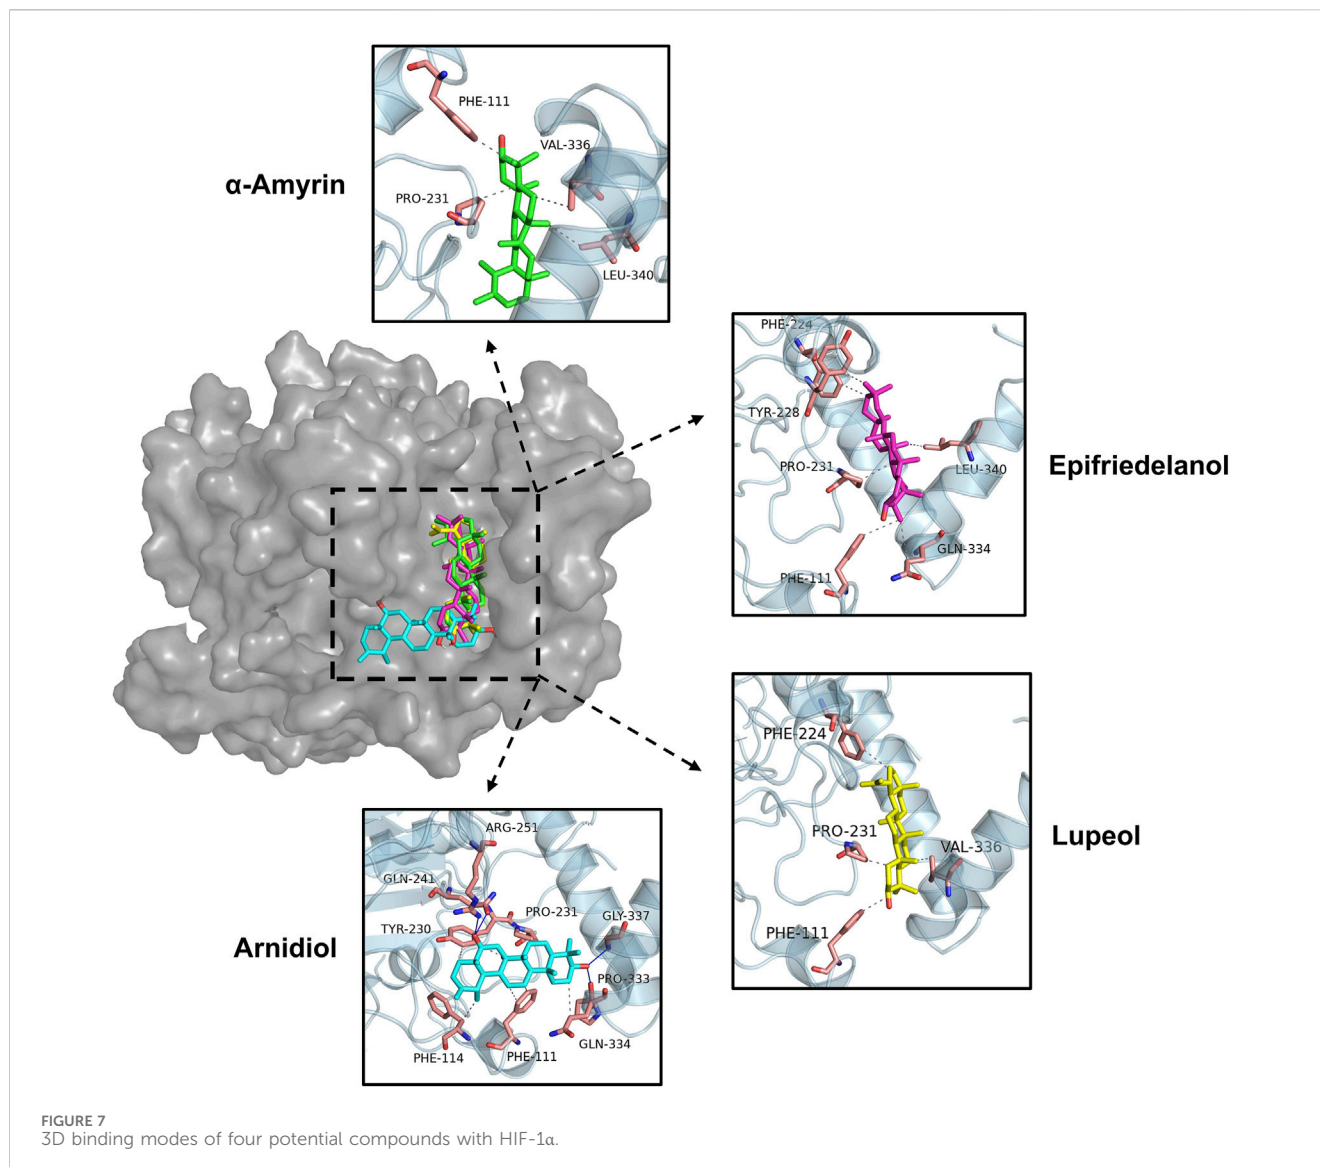 PHE-111
VAL-336
α-Amyrin
PRO-231
LEU-340
PHE-224
TYR-228
PRO-231
LEU-340
Epifriedelanol
GLN-334
PHE-111
PHE-224
PRO-231
VAL-336
Lupeol
PHE-111
ARG-251
GLN-241
PRO-231
GLY-337
TYR-230
Arnidiol
PRO-333
GLN-334
PHE-114
PHE-111
FIGURE 7
3D binding modes of four potential compounds with HIF-1α.